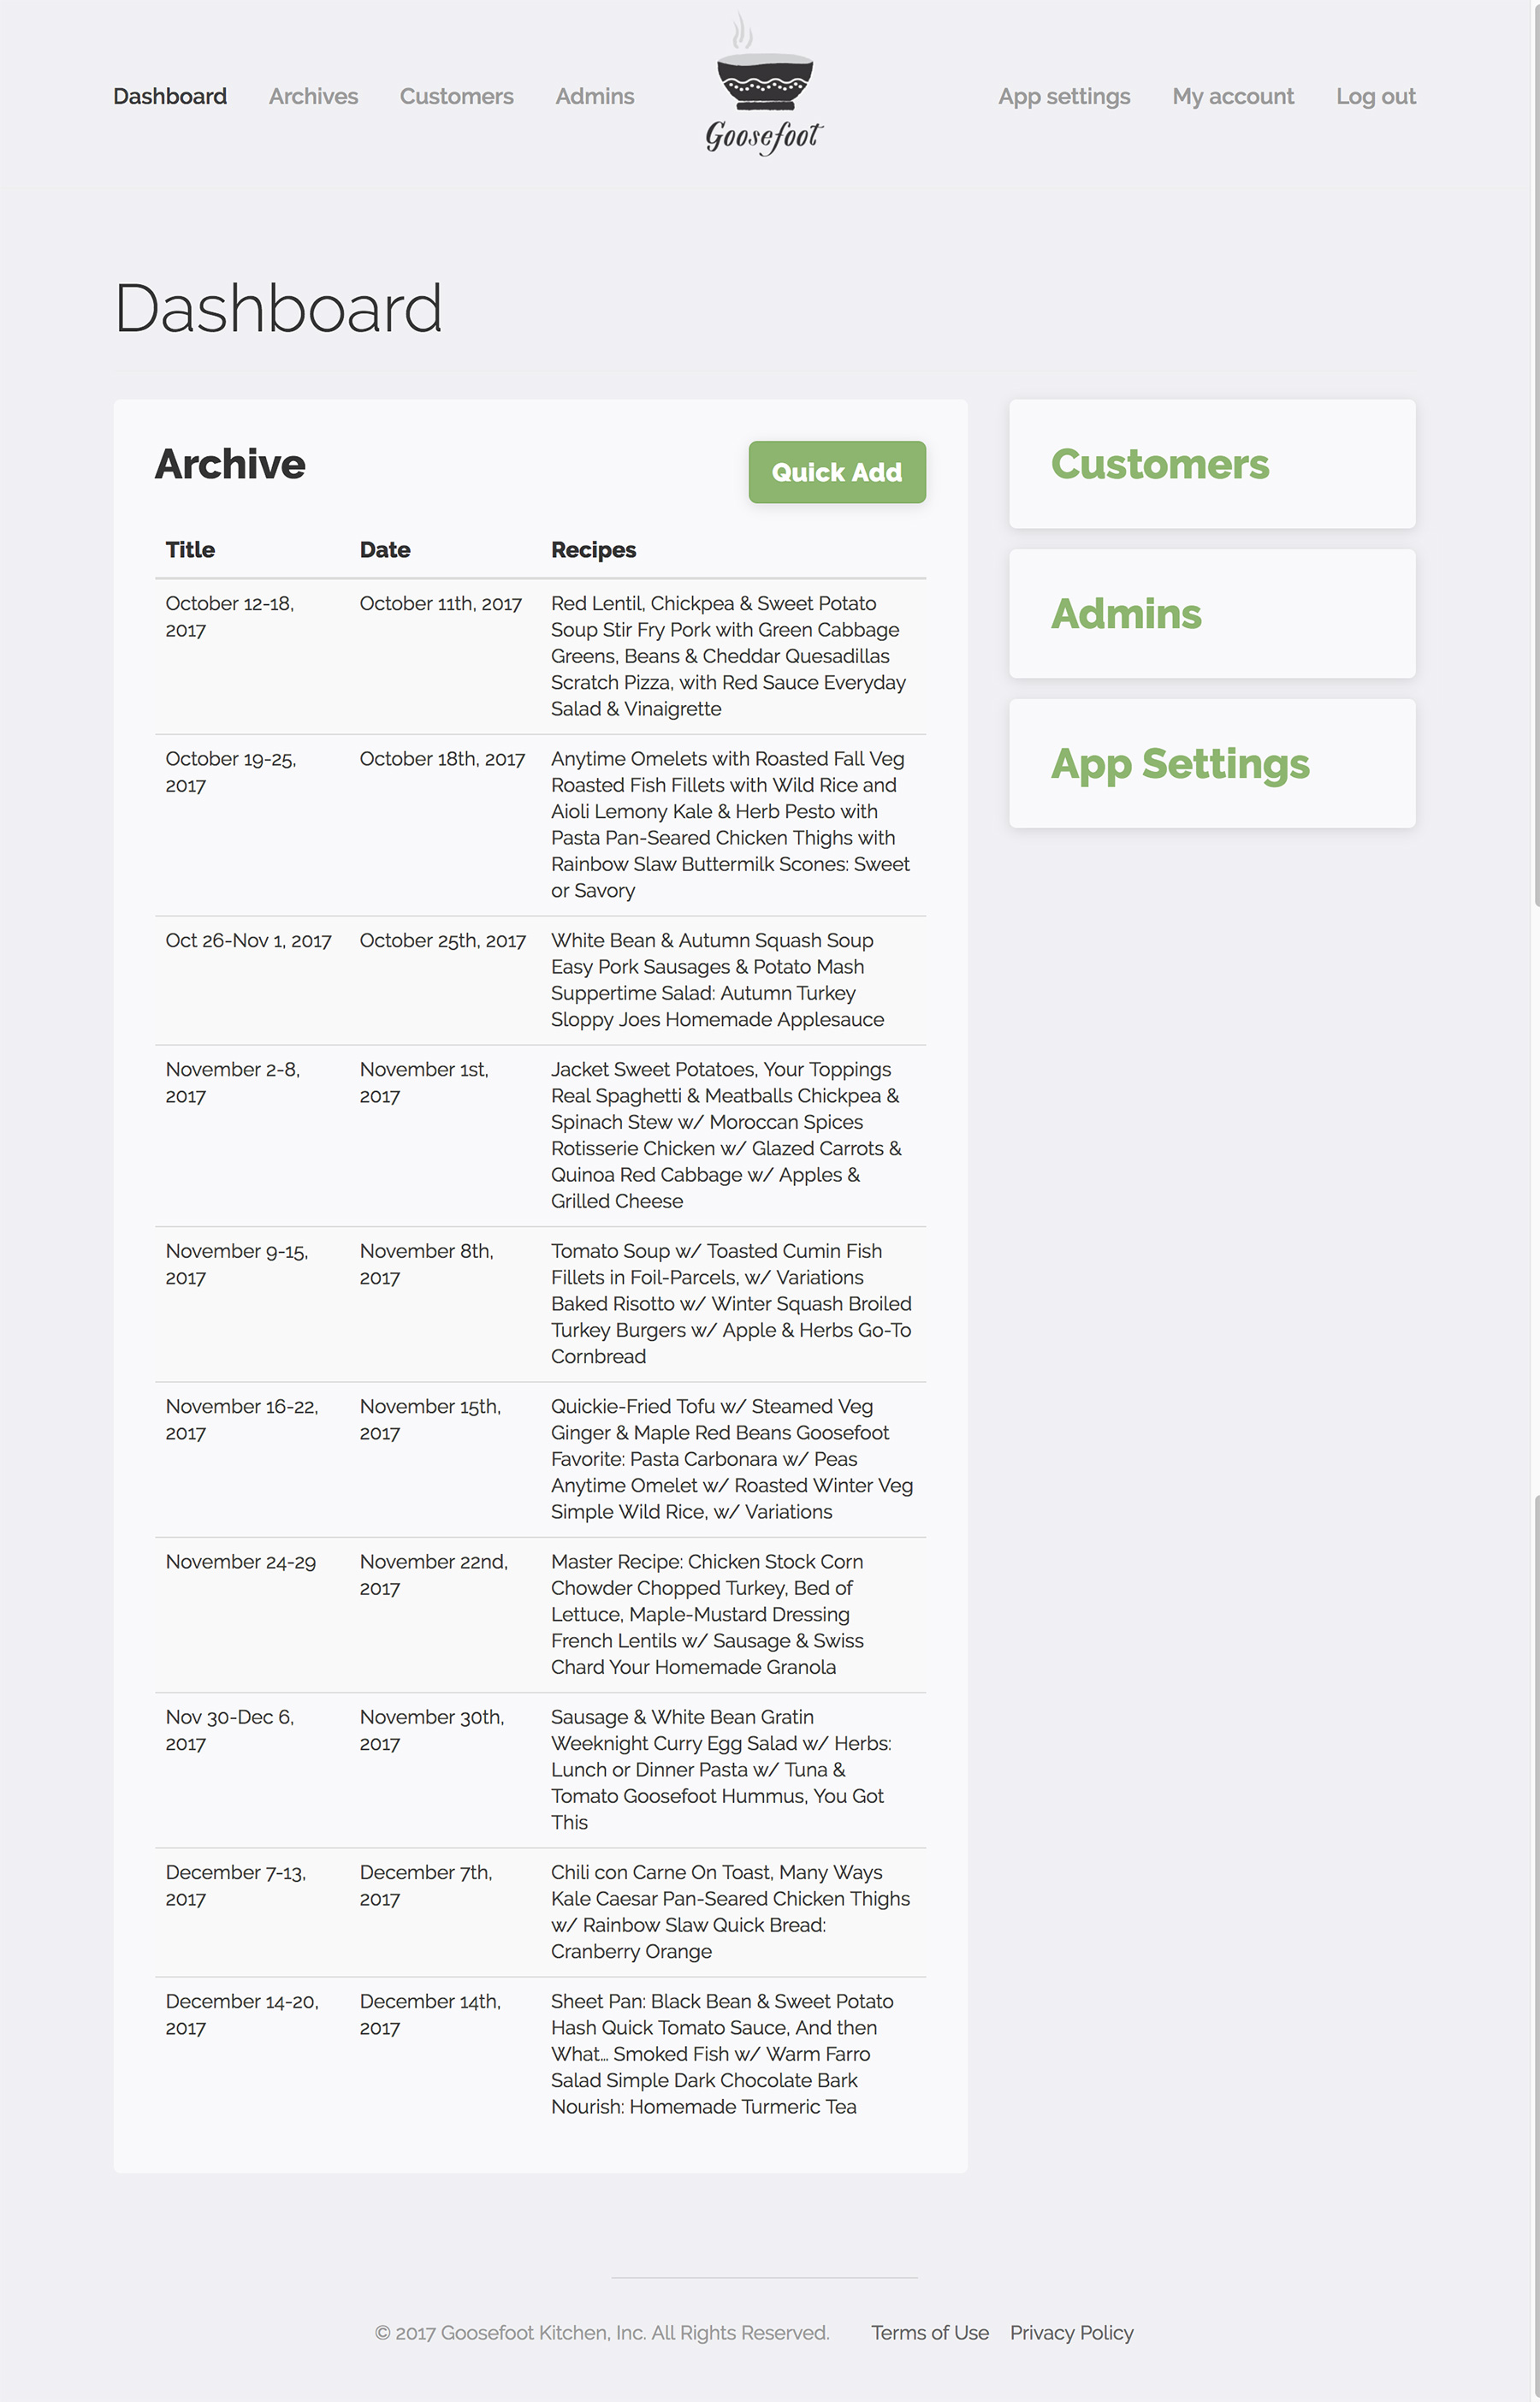 Dashboard Archives Customers Admins Goosefoot App settings My account Log out
Dashboard
Archive
Quick Add
Title Date Recipes
October 12-18,
2017
October 11th, 2017
Red Lentil, Chickpea & Sweet Potato
Soup Stir Fry Pork with Green Cabbage
Greens, Beans & Cheddar Quesadillas
Scratch Pizza, with Red Sauce Everyday
Salad & Vinaigrette
October 19-25,
2017
October 18th, 2017
Anytime Omelets with Roasted Fall Veg
Roasted Fish Fillets with Wild Rice and
Aioli Lemony Kale & Herb Pesto with
Pasta Pan-Seared Chicken Thighs with
Rainbow Slaw Buttermilk Scones: Sweet
or Savory
Oct 26-Nov 1, 2017
October 25th, 2017
White Bean & Autumn Squash Soup
Easy Pork Sausages & Potato Mash
Suppertime Salad: Autumn Turkey
Sloppy Joes Homemade Applesauce
November 2-8,
2017
November 1st,
2017
Jacket Sweet Potatoes, Your Toppings
Real Spaghetti & Meatballs Chickpea &
Spinach Stew w/ Moroccan Spices
Rotisserie Chicken w/ Glazed Carrots &
Quinoa Red Cabbage w/ Apples &
Grilled Cheese
November 9-15,
2017
November 8th,
2017
Tomato Soup w/ Toasted Cumin Fish
Fillets in Foil-Parcels, w/ Variations
Baked Risotto w/ Winter Squash Broiled
Turkey Burgers w/ Apple & Herbs Go-To
Cornbread
November 16-22,
2017
November 15th,
2017
Quickie-Fried Tofu w/ Steamed Veg
Ginger & Maple Red Beans Goosefoot
Favorite: Pasta Carbonara w/ Peas
Anytime Omelet w/ Roasted Winter Veg
Simple Wild Rice, w/ Variations
November 24-29
November 22nd,
2017
Master Recipe: Chicken Stock Corn
Chowder Chopped Turkey, Bed of
Lettuce, Maple-Mustard Dressing
French Lentils w/ Sausage & Swiss
Chard Your Homemade Granola
Nov 30-Dec 6,
2017
November 30th,
2017
Sausage & White Bean Gratin
Weeknight Curry Egg Salad w/ Herbs:
Lunch or Dinner Pasta w/ Tuna &
Tomato Goosefoot Hummus, You Got
This
December 7-13,
2017
December 7th,
2017
Chili con Carne On Toast, Many Ways
Kale Caesar Pan-Seared Chicken Thighs
w/ Rainbow Slaw Quick Bread:
Cranberry Orange
December 14-20,
2017
December 14th,
2017
Sheet Pan: Black Bean & Sweet Potato
Hash Quick Tomato Sauce, And then
What... Smoked Fish w/ Warm Farro
Salad Simple Dark Chocolate Bark
Nourish: Homemade Turmeric Tea
Customers
Admins
App Settings
© 2017 Goosefoot Kitchen, Inc. All Rights Reserved. Terms of Use Privacy Policy